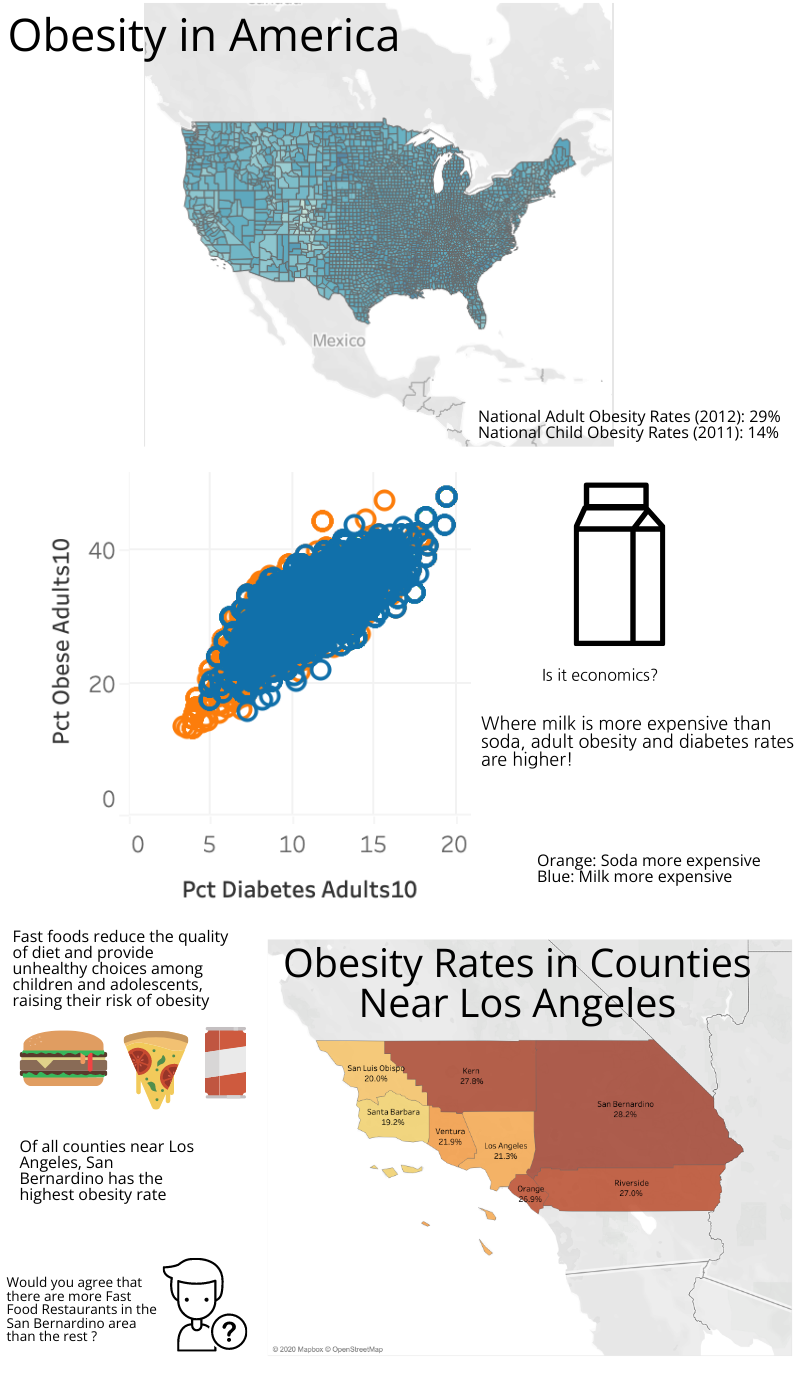 Obesity in America
Mexico
National Adult Obesity Rates (2012): 29%
National Child Obesity Rates (2011): 14%
Pct Obese Adults10
40
20
0
0
5
10
15
20
Pct Diabetes Adults10
Is it economics?
Where milk is more expensive than
soda, adult obesity and diabetes rates
are higher!
Orange: Soda more expensive
Blue: Milk more expensive
Fast foods reduce the quality
of diet and provide
unhealthy choices among
children and adolescents,
raising their risk of obesity
Of all counties near Los
Angeles, San
Bernardino has the
highest obesity rate
Would you agree that
there are more Fast
Food Restaurants in the
San Bernardino area
than the rest ?
?
Obesity Rates in Counties
Near Los Angeles
San Luis Obispo
20.0%
Kern
27.8%
Santa Barbara
19.2%
Ventura
21.9%
Los Angeles
21.3%
San Bernardino
28.2%
Orange
26.9%
Riverside
27.0%
© 2020 Mapbox © OpenStreetMap